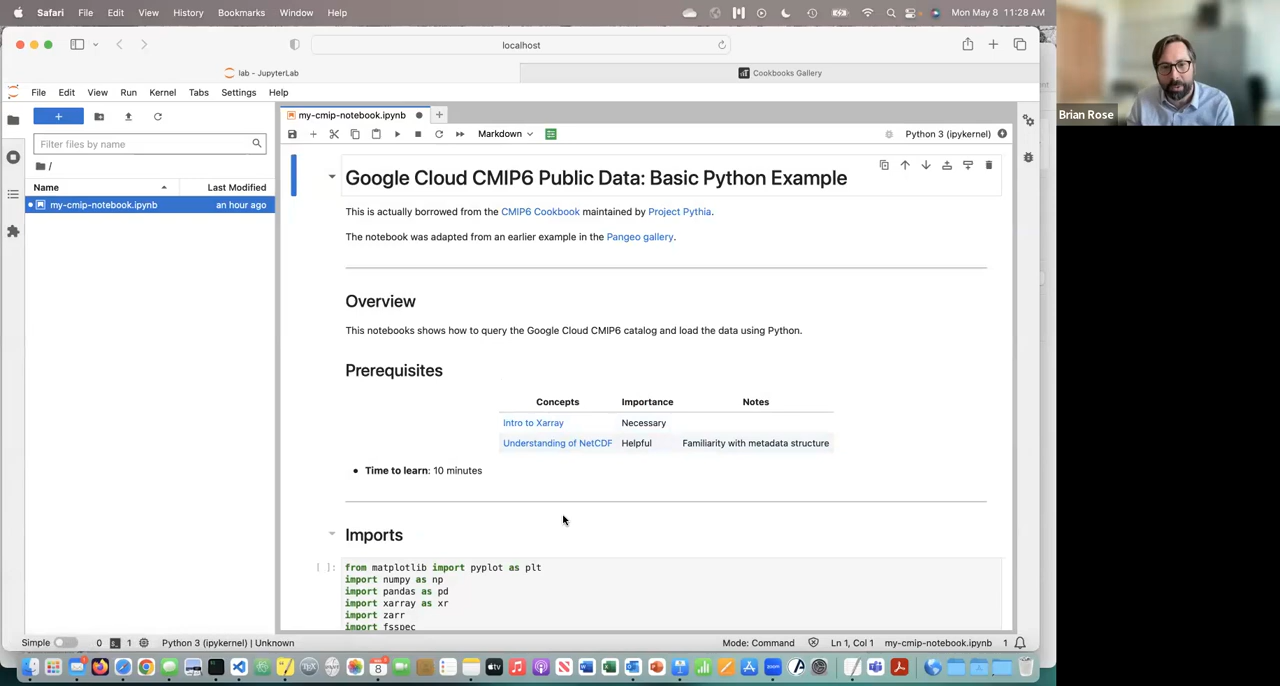 Safari File Edit View History Bookmarks Window Help Mon May 8 11:28 AM
localhost
lab - JupyterLab Cookbooks Gallery
File Edit View Run Kernel Tabs Settings Help
my-cmip-notebook.ipynb
Markdown Python 3 (ipykernel)
Filter files by name
/
Name Last Modified
my-cmip-notebook.ipynb an hour ago
Google Cloud CMIP6 Public Data: Basic Python Example
This is actually borrowed from the CMIP6 Cookbook maintained by Project Pythia.
The notebook was adapted from an earlier example in the Pangeo gallery.
Overview
This notebooks shows how to query the Google Cloud CMIP6 catalog and load the data using Python.
Prerequisites
Concepts Importance Notes
Intro to Xarray Necessary
Understanding of NetCDF Helpful Familiarity with metadata structure
• Time to learn: 10 minutes
Imports
[ ]: from matplotlib import pyplot as plt
import numpy as np
import pandas as pd
import xarray as xr
import zarr
import fsspec
Simple 0 1 Python 3 (ipykernel) | Unknown Mode: Command Ln 1, Col 1 my-cmip-notebook.ipynb 1
Brian Rose